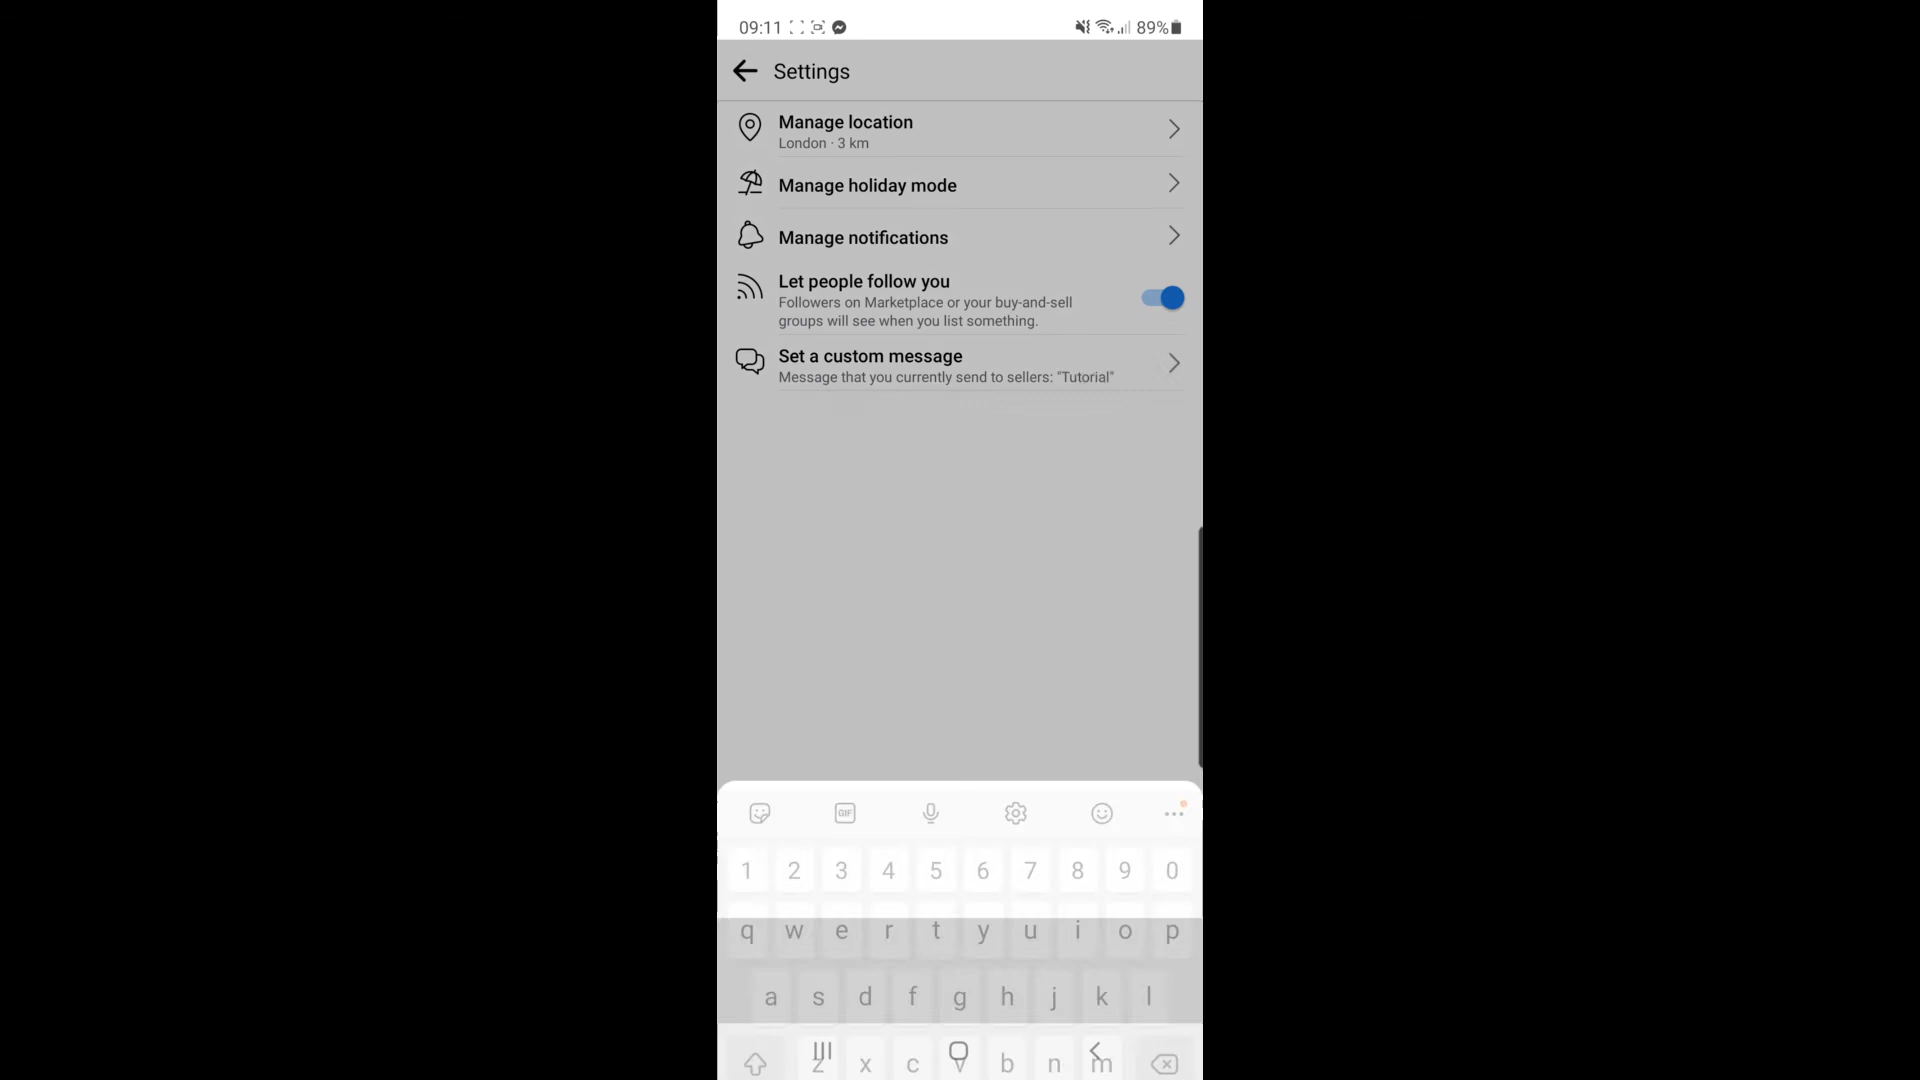 09:11 89%
Settings
Manage location
London · 3 km
Manage holiday mode
Manage notifications
Let people follow you
Followers on Marketplace or your buy-and-sell
groups will see when you list something.
Set a custom message
Message that you currently send to sellers: "Tutorial"
GIF
1 2 3 4 5 6 7 8 9 0
q w e r t y u i o p
a s d f g h j k l
z x c v b n m